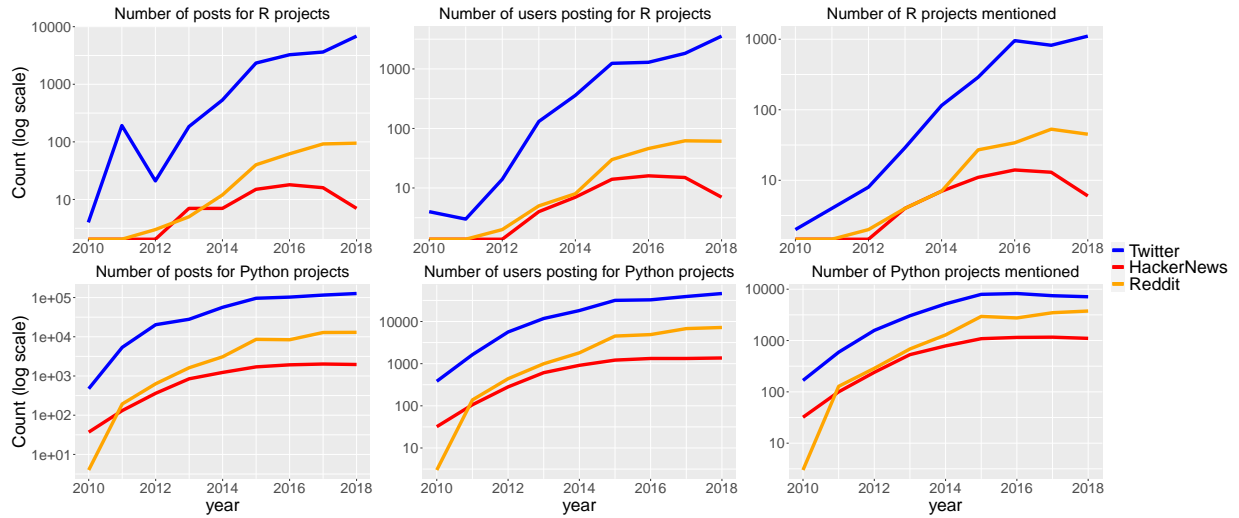 Number of posts for R projects
Number of users posting for R projects
Number of R projects mentioned
Count (log scale)
10000
1000
100
10
2010 2012 2014 2016 2018
1000
100
10
2010 2012 2014 2016 2018
1000
100
10
2010 2012 2014 2016 2018
Twitter
HackerNews
Reddit
Number of posts for Python projects
Number of users posting for Python projects
Number of Python projects mentioned
Count (log scale)
1e+05
1e+04
1e+03
1e+02
1e+01
2010 2012 2014 2016 2018
year
10000
1000
100
10
2010 2012 2014 2016 2018
year
10000
1000
100
10
2010 2012 2014 2016 2018
year